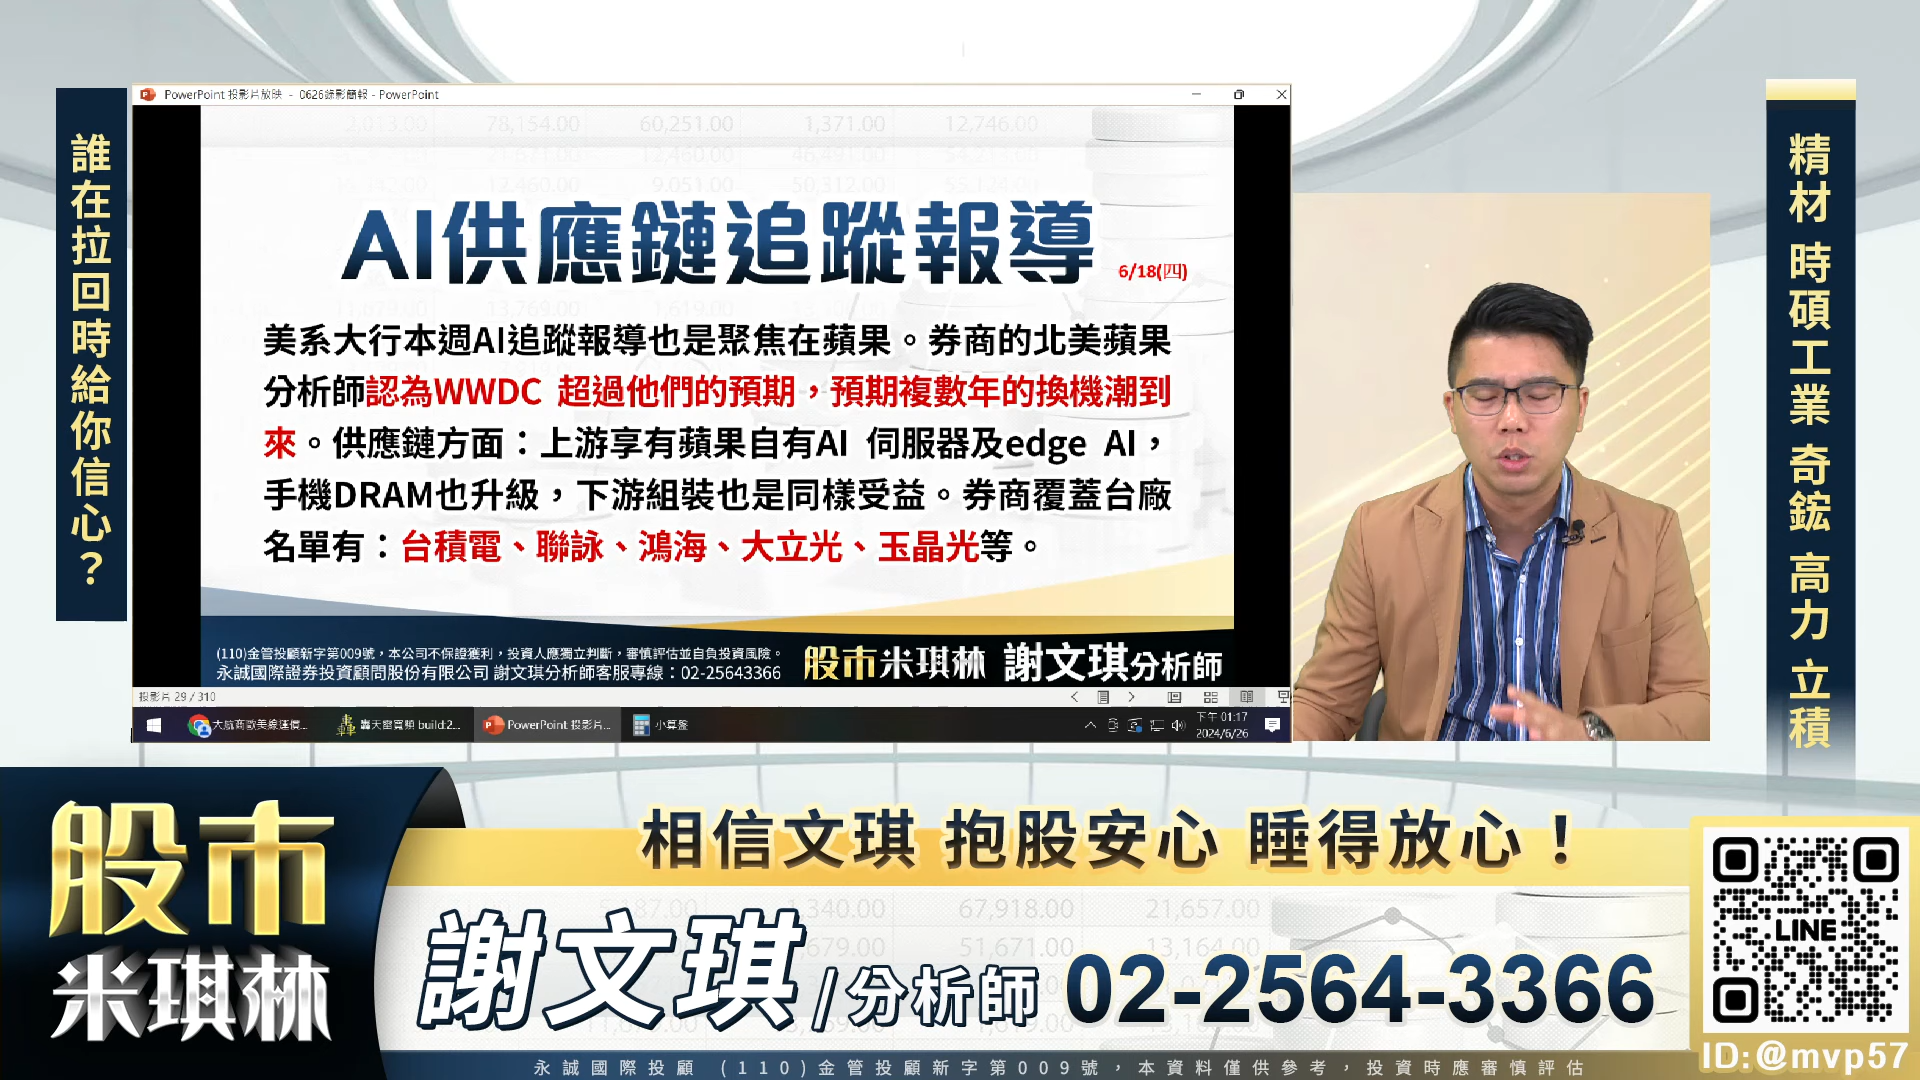 PowerPoint 投影片放映 - 0626錄影簡報 - PowerPoint
誰在拉回時給你信心？
AI供應鏈追蹤報導
6/18(四)
美系大行本週AI追蹤報導也是聚焦在蘋果。券商的北美蘋果
分析師認為WWDC 超過他們的預期，預期複數年的換機潮到
來。供應鏈方面：上游享有蘋果自有AI 伺服器及edge AI，
手機DRAM也升級，下游組裝也是同樣受益。券商覆蓋台廠
名單有：台積電、聯詠、鴻海、大立光、玉晶光等。
(110)金管投顧新字第009號，本公司不保證獲利，投資人應獨立判斷，審慎評估並自負投資風險。
永誠國際證券投資顧問股份有限公司 謝文琪分析師客服專線：02-25643366
股市米琪林 謝文琪分析師
投影片 29 / 310
大航商歐美線運價...
轟天雷寬頻 build:2...
PowerPoint 投影片...
小算盤
下午 01:17
2024/6/26
精材 時碩工業 奇鋐 高力 立積
股市
米琪林
相信文琪 抱股安心 睡得放心！
謝文琪/分析師 02-2564-3366
LINE
ID:@mvp57
永誠國際投顧 (110)金管投顧新字第009號，本資料僅供參考，投資時應審慎評估